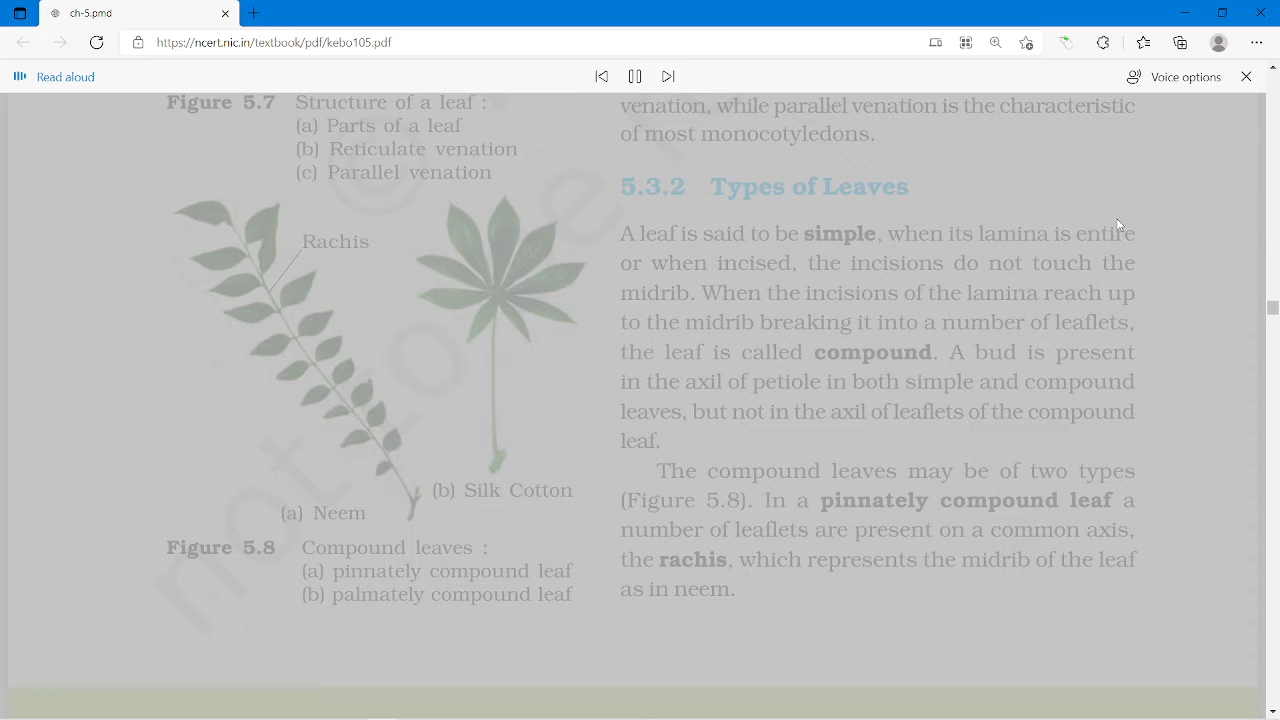 ch-5.pmd
https://ncert.nic.in/textbook/pdf/kebo105.pdf
Read aloud
Voice options
Figure 5.7 Structure of a leaf :
(a) Parts of a leaf
(b) Reticulate venation
(c) Parallel venation
Rachis
(b) Silk Cotton
(a) Neem
Figure 5.8 Compound leaves :
(a) pinnately compound leaf
(b) palmately compound leaf
venation, while parallel venation is the characteristic
of most monocotyledons.
5.3.2 Types of Leaves
A leaf is said to be simple, when its lamina is entire
or when incised, the incisions do not touch the
midrib. When the incisions of the lamina reach up
to the midrib breaking it into a number of leaflets,
the leaf is called compound. A bud is present
in the axil of petiole in both simple and compound
leaves, but not in the axil of leaflets of the compound
leaf.
The compound leaves may be of two types
(Figure 5.8). In a pinnately compound leaf a
number of leaflets are present on a common axis,
the rachis, which represents the midrib of the leaf
as in neem.